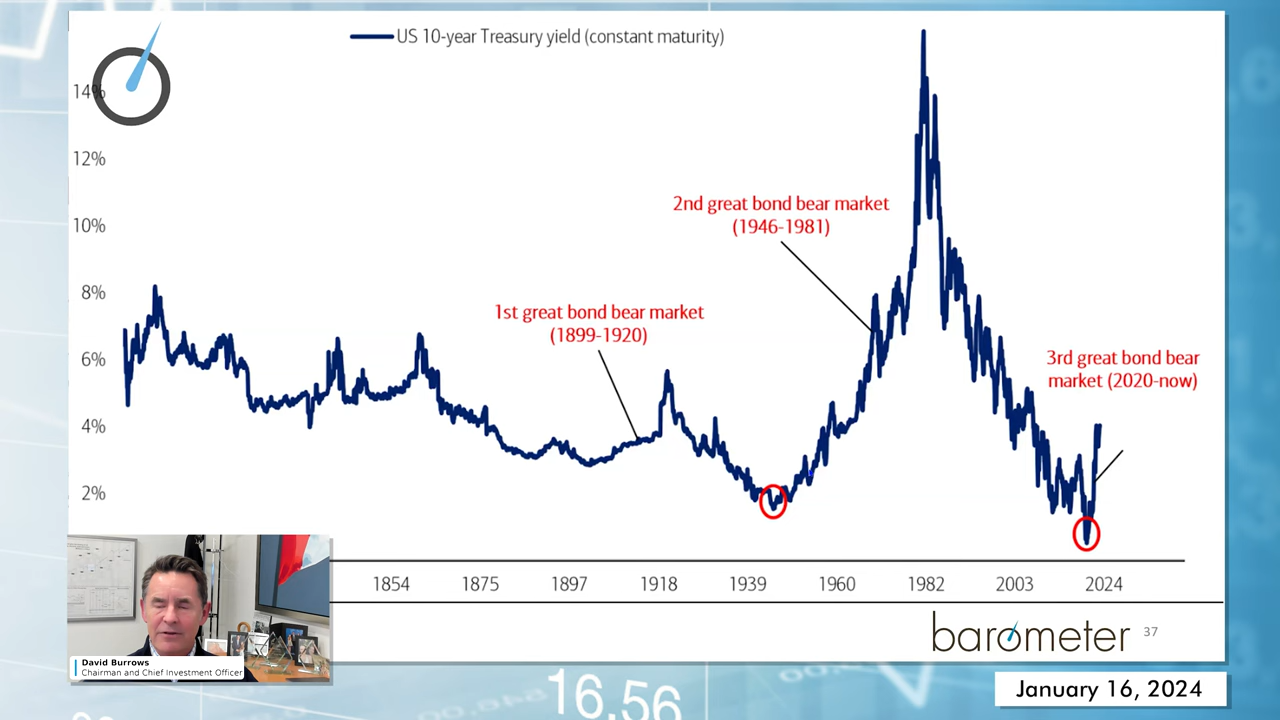 US 10-year Treasury yield (constant maturity)
14%
12%
10%
8%
6%
4%
2%
2nd great bond bear market
(1946-1981)
1st great bond bear market
(1899-1920)
3rd great bond bear
market (2020-now)
1854 1875 1897 1918 1939 1960 1982 2003 2024
barometer
37
David Burrows
Chairman and Chief Investment Officer
January 16, 2024
16.56